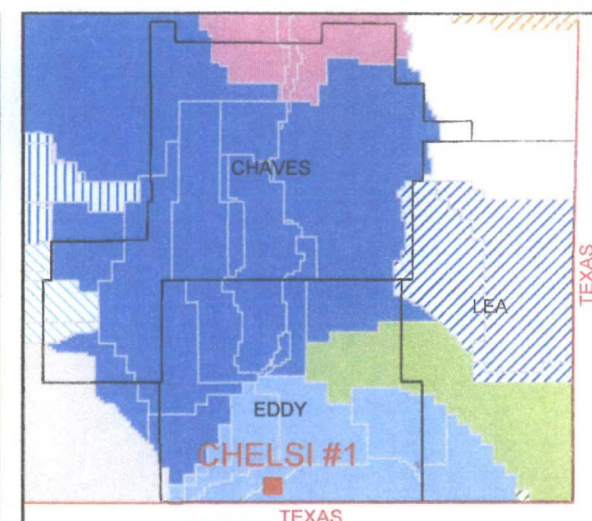 CHAVES
TEXAS
LEA
EDDY
CHELSI #1
TEXAS